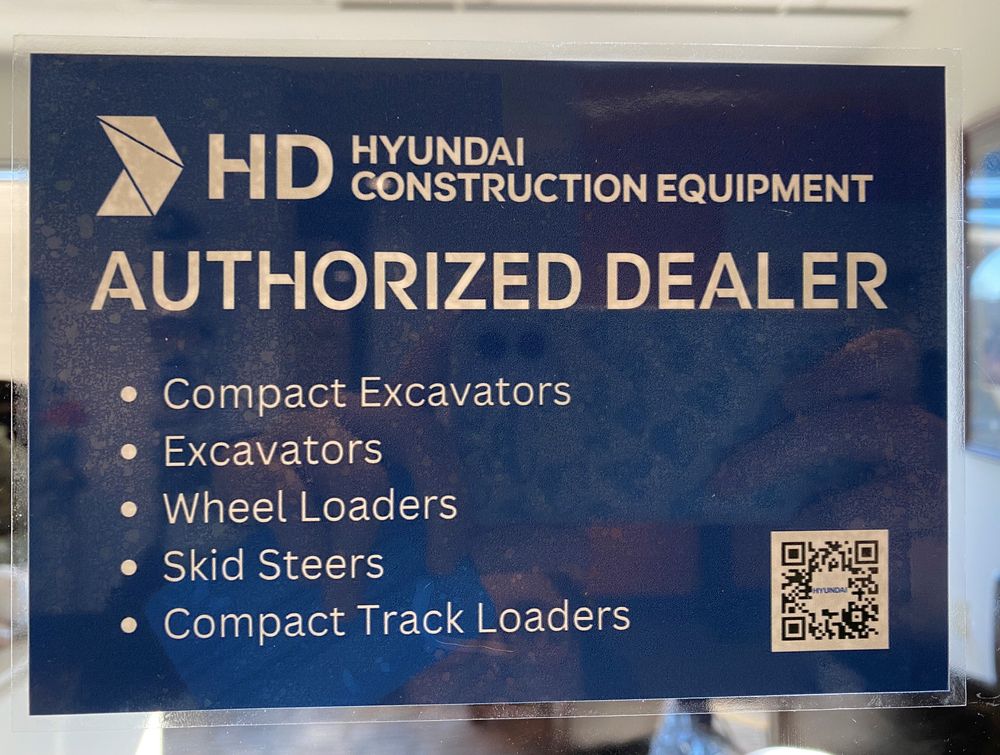 HD HYUNDAI
CONSTRUCTION EQUIPMENT
AUTHORIZED DEALER
• Compact Excavators
• Excavators
• Wheel Loaders
• Skid Steers
• Compact Track Loaders
HYUNDAI